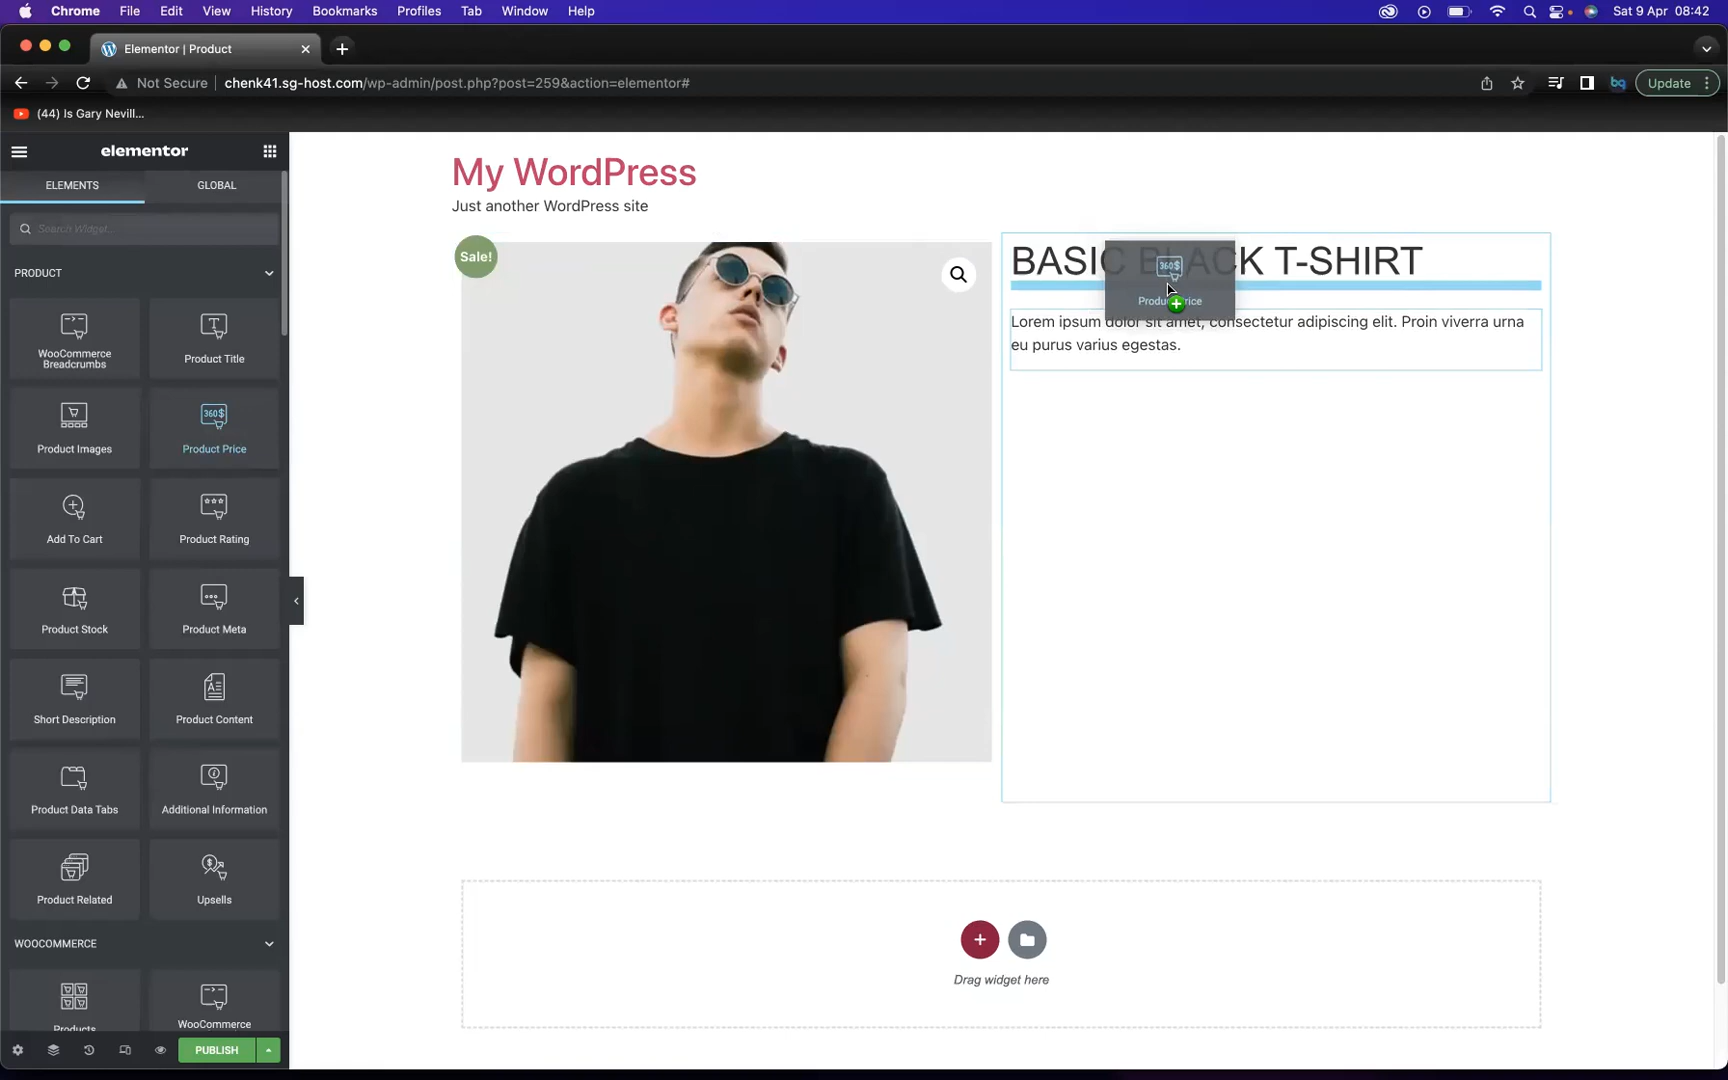 Chrome File Edit View History Bookmarks Profiles Tab Window Help Sat 9 Apr 08:42
Elementor | Product
Not Secure chenk41.sg-host.com/wp-admin/post.php?post=259&action=elementor# Update
(44) Is Gary Nevill...
elementor
ELEMENTS GLOBAL
Search Widget...
PRODUCT
WooCommerce Breadcrumbs
Product Title
Product Images
360$
Product Price
Add To Cart
Product Rating
Product Stock
Product Meta
Short Description
Product Content
Product Data Tabs
Additional Information
Product Related
Upsells
WOOCOMMERCE
Products
WooCommerce
PUBLISH
My WordPress
Just another WordPress site
Sale!
BASIC BLACK T-SHIRT
360$
Product Price
Lorem ipsum dolor sit amet, consectetur adipiscing elit. Proin viverra urna
eu purus varius egestas.
Drag widget here